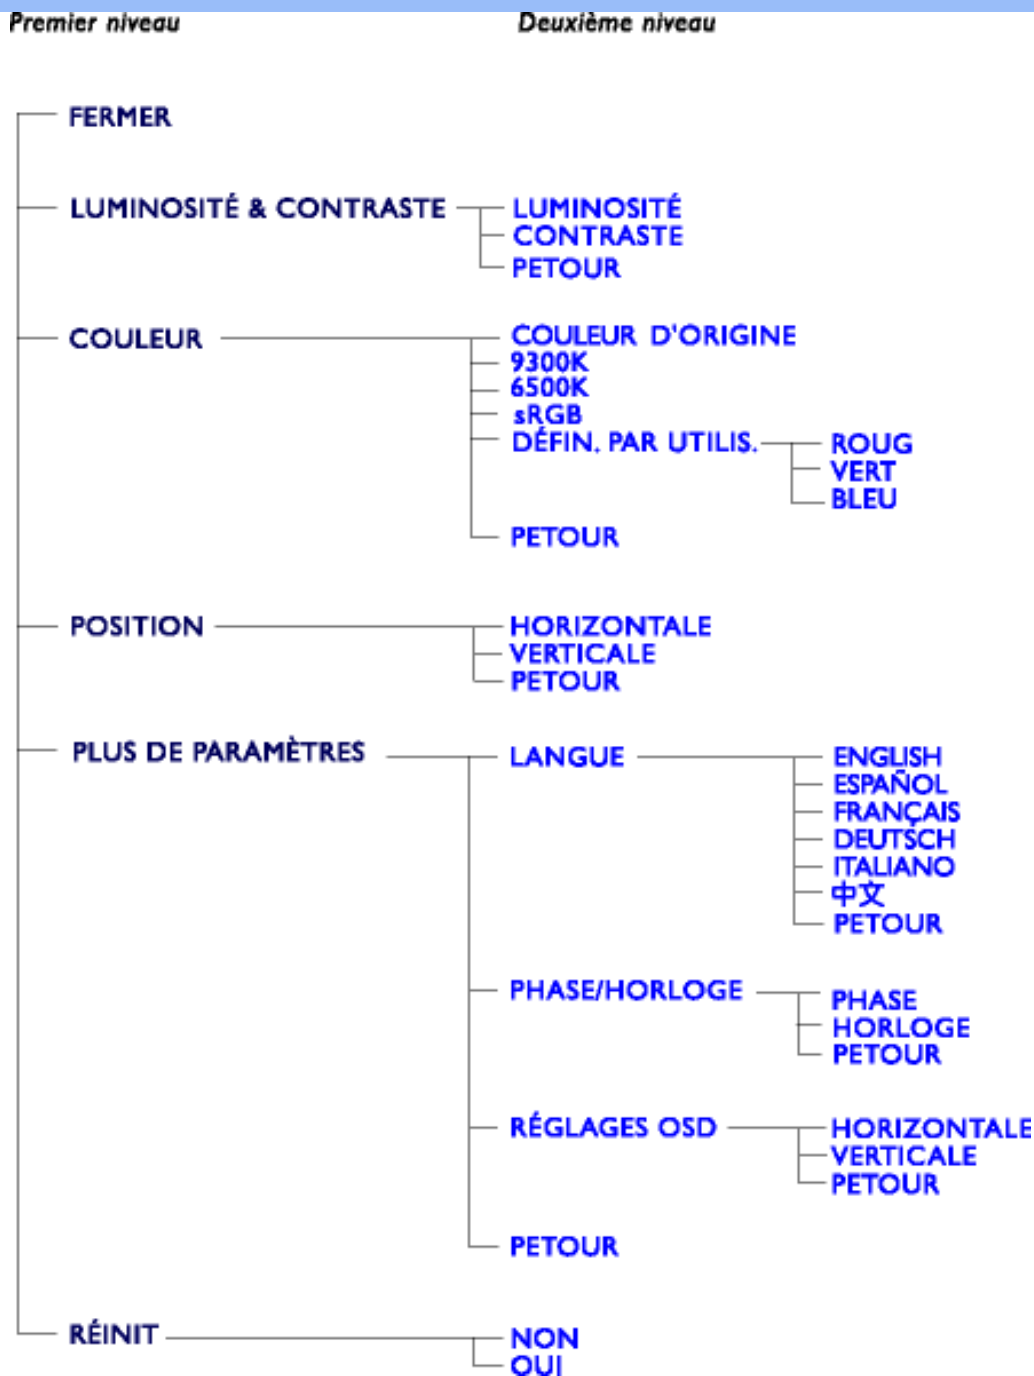 Premier niveau
Deuxième niveau
FERMER
LUMINOSITÉ & CONTRASTE
LUMINOSITÉ
CONTRASTE
PETOUR
COULEUR
COULEUR D'ORIGINE
9300K
6500K
sRGB
DÉFIN. PAR UTILIS.
ROUG
VERT
BLEU
PETOUR
POSITION
HORIZONTALE
VERTICALE
PETOUR
PLUS DE PARAMÈTRES
LANGUE
ENGLISH
ESPAÑOL
FRANÇAIS
DEUTSCH
ITALIANO
中文
PETOUR
PHASE/HORLOGE
PHASE
HORLOGE
PETOUR
RÉGLAGES OSD
HORIZONTALE
VERTICALE
PETOUR
PETOUR
RÉINIT
NON
OUI